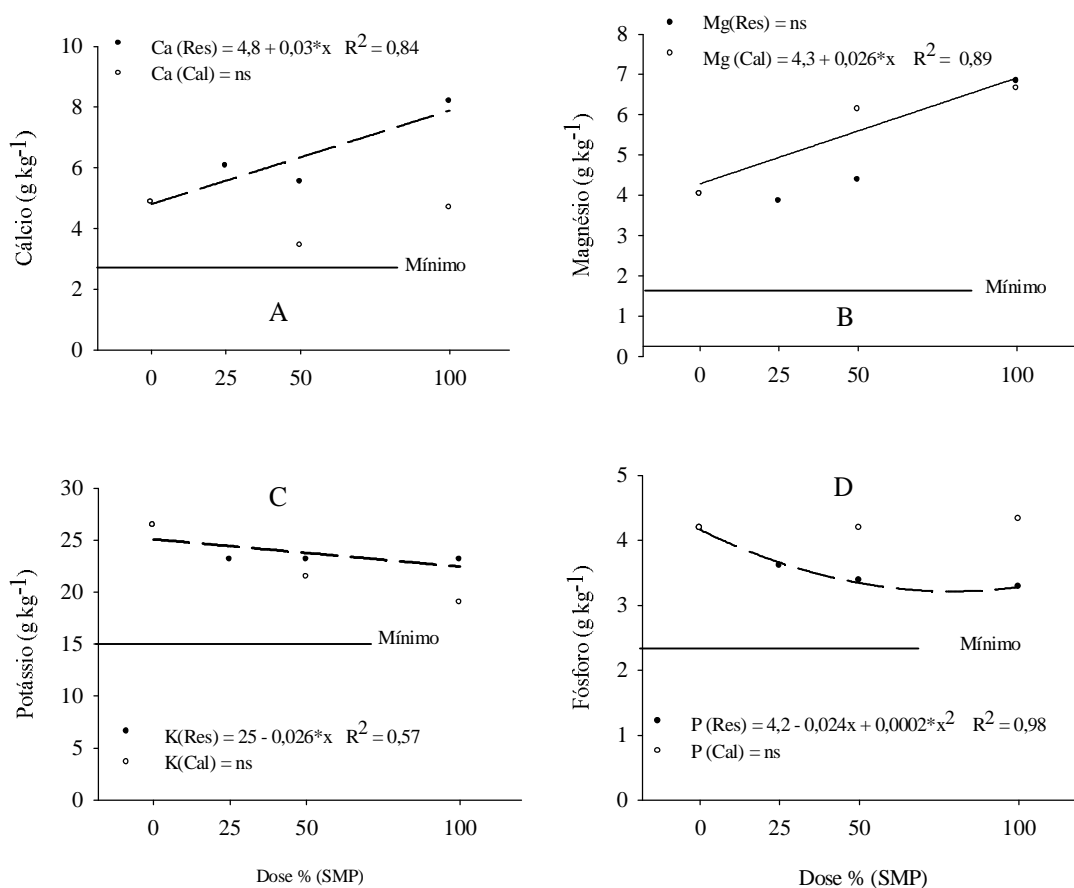 Ca (Res) = 4,8 + 0,03*x R² = 0,84
Ca (Cal) = ns
10
8
6
4
2
0
Cálcio (g kg⁻¹)
Mínimo
A
0 25 50 100
Mg(Res) = ns
Mg (Cal) = 4,3 + 0,026*x R² = 0,89
8
7
6
5
4
3
2
1
0
Magnésio (g kg⁻¹)
Mínimo
B
0 25 50 100
30
25
20
15
10
5
0
Potássio (g kg⁻¹)
C
Mínimo
K(Res) = 25 - 0,026*x R² = 0,57
K(Cal) = ns
0 25 50 100
Dose % (SMP)
5
4
3
2
1
0
Fósforo (g kg⁻¹)
D
Mínimo
P (Res) = 4,2 - 0,024x + 0,0002*x² R² = 0,98
P (Cal) = ns
0 25 50 100
Dose % (SMP)